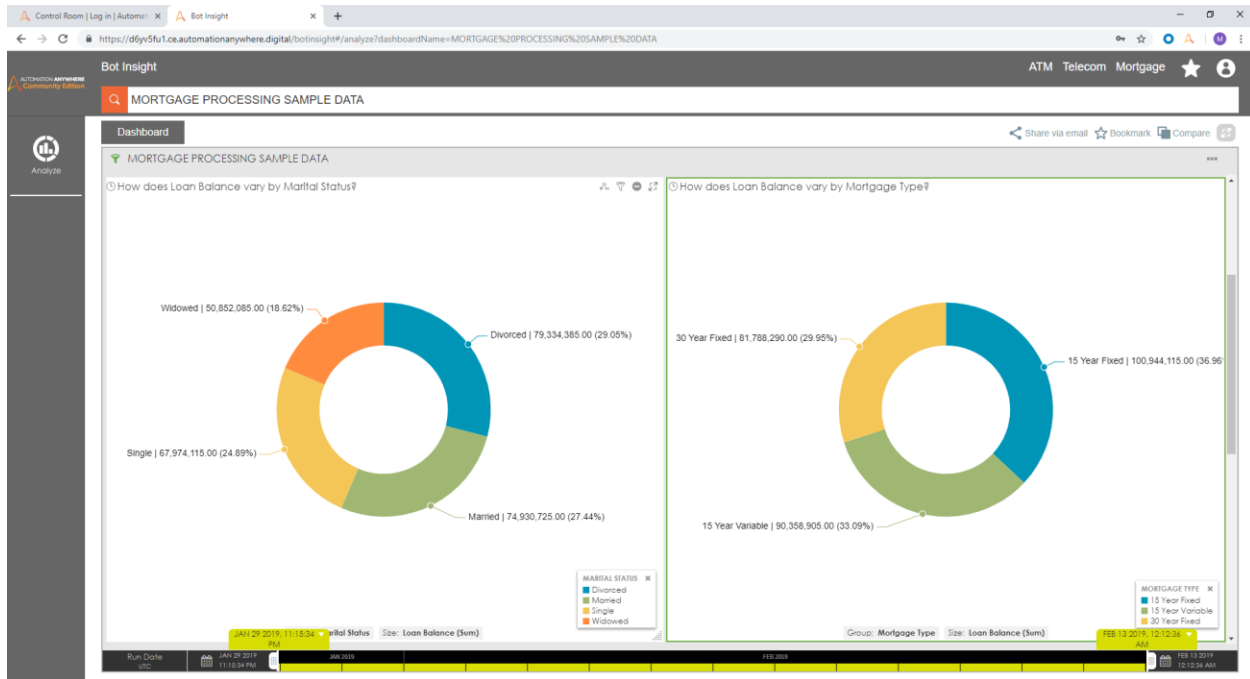 Control Room | Log in | Automat
Bot Insight
https://d6yv5fu1.ce.automationanywhere.digital/botinsight#/analyze?dashboardName=MORTGAGE%20PROCESSING%20SAMPLE%20DATA
AUTOMATION ANYWHERE
Community Edition
Bot Insight
ATM Telecom Mortgage
MORTGAGE PROCESSING SAMPLE DATA
Analyze
Dashboard
Share via email Bookmark Compare
MORTGAGE PROCESSING SAMPLE DATA
How does Loan Balance vary by Marital Status?
Widowed | 50,852,085.00 (18.62%)
Divorced | 79,334,385.00 (29.05%)
Single | 67,974,115.00 (24.89%)
Married | 74,930,725.00 (27.44%)
MARITAL STATUS
Divorced
Married
Single
Widowed
arital Status Size: Loan Balance (Sum)
How does Loan Balance vary by Mortgage Type?
30 Year Fixed | 81,788,290.00 (29.95%)
15 Year Fixed | 100,944,115.00 (36.96
15 Year Variable | 90,358,905.00 (33.09%)
MORTGAGE TYPE
15 Year Fixed
15 Year Variable
30 Year Fixed
Group: Mortgage Type Size: Loan Balance (Sum)
JAN 29 2019, 11:15:34
PM
FEB 13 2019, 12:12:36
AM
Run Date
UTC
JAN 29 2019
11:15:34 PM
JAN 2019
FEB 2019
FEB 13 2019
12:12:36 AM